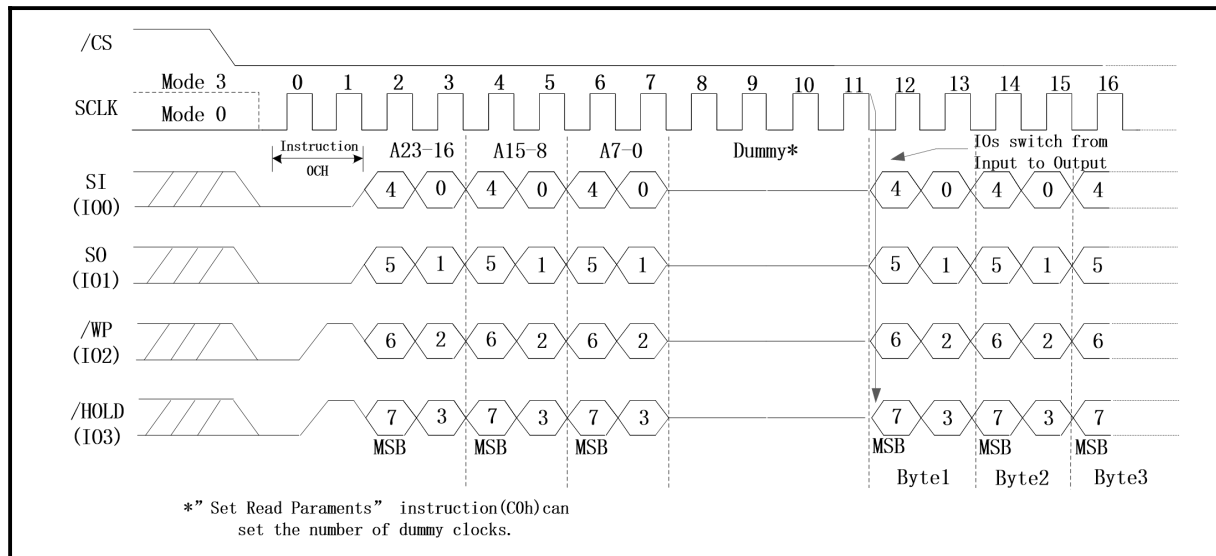 /CS
Mode 3
0 1 2 3 4 5 6 7 8 9 10 11 12 13 14 15 16
SCLK
Mode 0
Instruction
0CH
A23-16 A15-8 A7-0 Dummy*
IOs switch from
Input to Output
SI
(IO0)
4 0 4 0 4 0 4 0 4 0 4
SO
(IO1)
5 1 5 1 5 1 5 1 5 1 5
/WP
(IO2)
6 2 6 2 6 2 6 2 6 2 6
/HOLD
(IO3)
7 3 7 3 7 3 7 3 7 3 7
MSB MSB MSB MSB MSB MSB
Byte1 Byte2 Byte3
*” Set Read Paraments” instruction(C0h)can
set the number of dummy clocks.